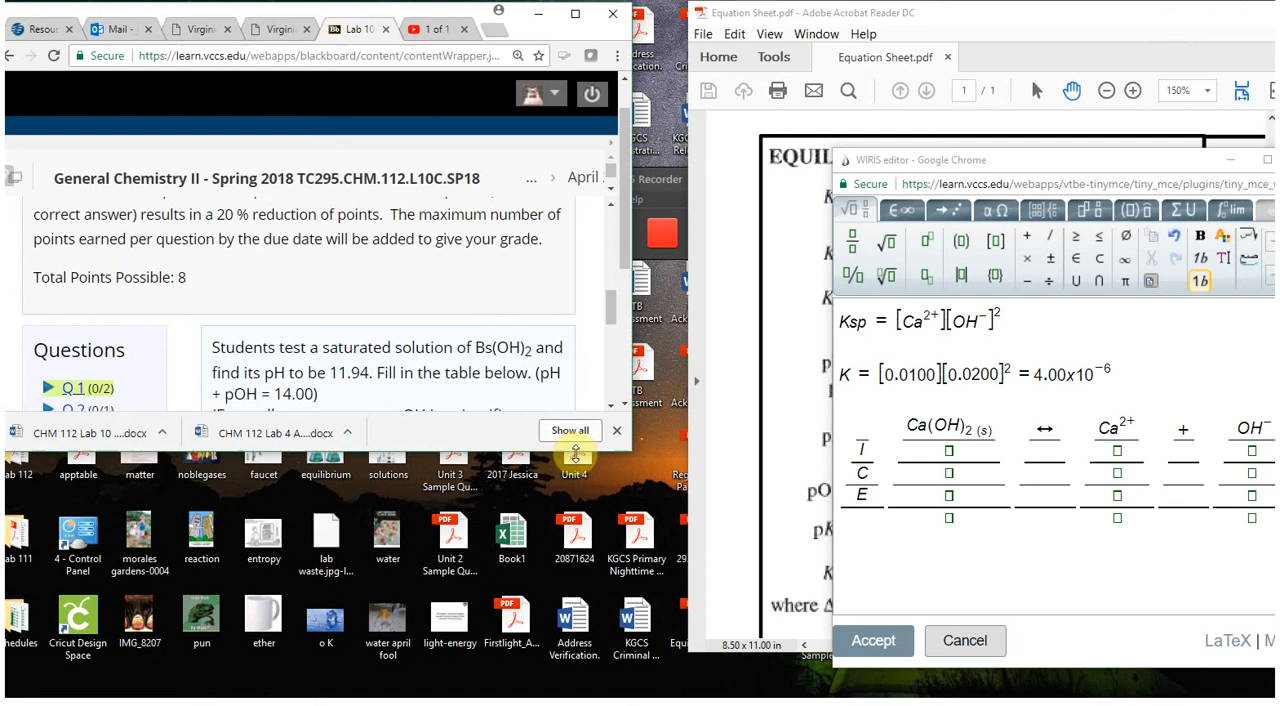 Resou
Mail -
Virgini
Virgin
Lab 10
1 of 1
Secure
https://learn.vccs.edu/webapps/blackboard/content/contentWrapper.j...
General Chemistry II - Spring 2018 TC295.CHM.112.L10C.SP18
...
April
correct answer) results in a 20 % reduction of points. The maximum number of
points earned per question by the due date will be added to give your grade.
Total Points Possible: 8
Questions
Q 1 (0/2)
Q 2 (0/1)
Students test a saturated solution of Bs(OH)2 and
find its pH to be 11.94. Fill in the table below. (pH
+ pOH = 14.00)
CHM 112 Lab 10 ....docx
CHM 112 Lab 4 A....docx
Show all
Equation Sheet.pdf - Adobe Acrobat Reader DC
File Edit View Window Help
Home Tools Equation Sheet.pdf
1 / 1
150%
EQUIL
WIRIS editor - Google Chrome
Secure https://learn.vccs.edu/webapps/vtbe-tinymce/tiny_mce/plugins/tiny_mce_
Ksp = [Ca²⁺][OH⁻]²
K = [0.0100][0.0200]² = 4.00x10⁻⁶
Ca(OH)₂ (s) ↔ Ca²⁺ + OH⁻
I
C
E
where
8.50 x 11.00 in
Accept Cancel LaTeX | M
lab 112
apptable
matter
noblegases
faucet
equilibrium
solutions
Unit 3
Sample Qu...
2017 Jessica
Unit 4
lab 111
4 - Control
Panel
morales
gardens-0004
reaction
entropy
lab
waste.jpg-l...
water
Unit 2
Sample Qu...
Book1
20871624
KGCS Primary
Nighttime ...
Cricut Design
Space
IMG_8207
pun
ether
o K
water april
fool
light-energy
Firstlight_A...
Address
Verification.
KGCS
Criminal ...